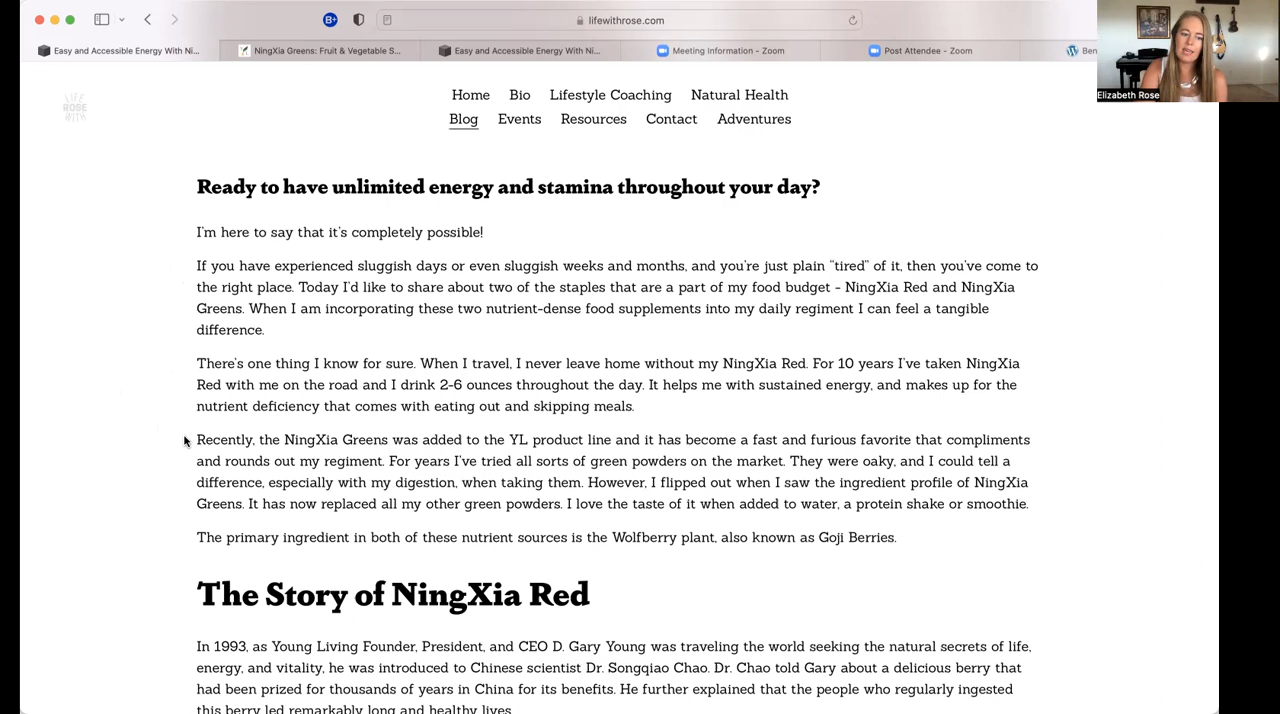 lifewithrose.com
Easy and Accessible Energy With Ni...
NingXia Greens: Fruit & Vegetable S...
Easy and Accessible Energy With Ni...
Meeting Information - Zoom
Post Attendee - Zoom
Ben
Elizabeth Rose
LIFE
ROSE
WITH
Home Bio Lifestyle Coaching Natural Health
Blog Events Resources Contact Adventures
Ready to have unlimited energy and stamina throughout your day?
I'm here to say that it's completely possible!
If you have experienced sluggish days or even sluggish weeks and months, and you're just plain "tired" of it, then you've come to
the right place. Today I'd like to share about two of the staples that are a part of my food budget - NingXia Red and NingXia
Greens. When I am incorporating these two nutrient-dense food supplements into my daily regiment I can feel a tangible
difference.
There's one thing I know for sure. When I travel, I never leave home without my NingXia Red. For 10 years I've taken NingXia
Red with me on the road and I drink 2-6 ounces throughout the day. It helps me with sustained energy, and makes up for the
nutrient deficiency that comes with eating out and skipping meals.
Recently, the NingXia Greens was added to the YL product line and it has become a fast and furious favorite that compliments
and rounds out my regiment. For years I've tried all sorts of green powders on the market. They were oaky, and I could tell a
difference, especially with my digestion, when taking them. However, I flipped out when I saw the ingredient profile of NingXia
Greens. It has now replaced all my other green powders. I love the taste of it when added to water, a protein shake or smoothie.
The primary ingredient in both of these nutrient sources is the Wolfberry plant, also known as Goji Berries.
The Story of NingXia Red
In 1993, as Young Living Founder, President, and CEO D. Gary Young was traveling the world seeking the natural secrets of life,
energy, and vitality, he was introduced to Chinese scientist Dr. Songqiao Chao. Dr. Chao told Gary about a delicious berry that
had been prized for thousands of years in China for its benefits. He further explained that the people who regularly ingested
this berry led remarkably long and healthy lives.